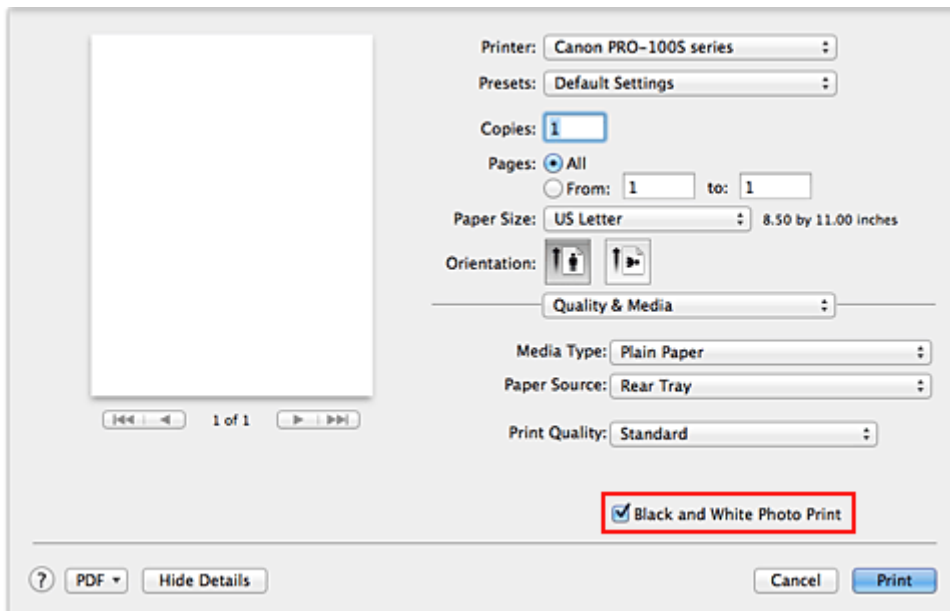 Printer: Canon PRO-100S series
Presets: Default Settings
Copies: 1
Pages: All
From: 1 to: 1
Paper Size: US Letter 8.50 by 11.00 inches
Orientation:
Quality & Media
Media Type: Plain Paper
Paper Source: Rear Tray
1 of 1
Print Quality: Standard
Black and White Photo Print
? PDF Hide Details Cancel Print